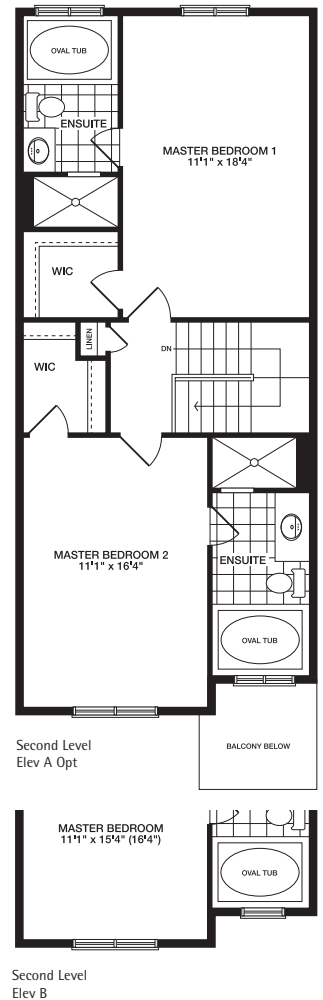 OVAL TUB
ENSUITE
MASTER BEDROOM 1
11'1" x 18'4"
WIC
LINEN
DN
WIC
MASTER BEDROOM 2
11'1" x 16'4"
ENSUITE
OVAL TUB
Second Level
Elev A Opt
BALCONY BELOW
MASTER BEDROOM
11'1" x 15'4" (16'4")
OVAL TUB
Second Level
Elev B